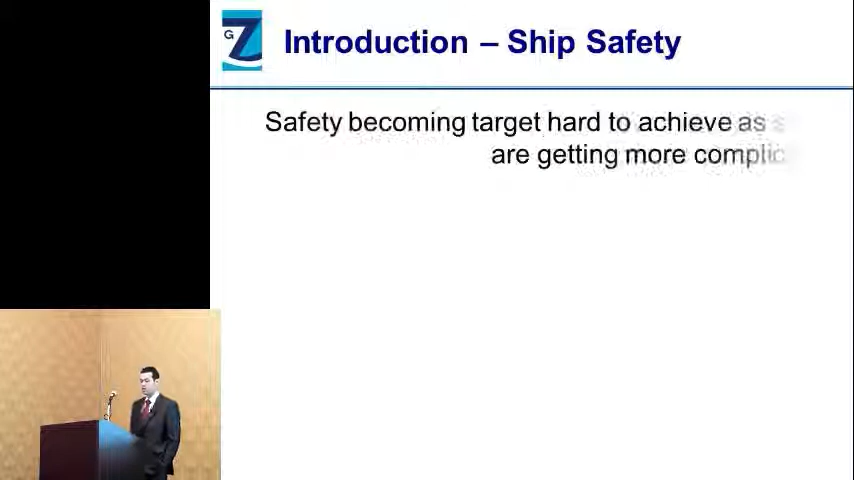 GZ
Introduction – Ship Safety
Safety becoming target hard to achieve as
are getting more